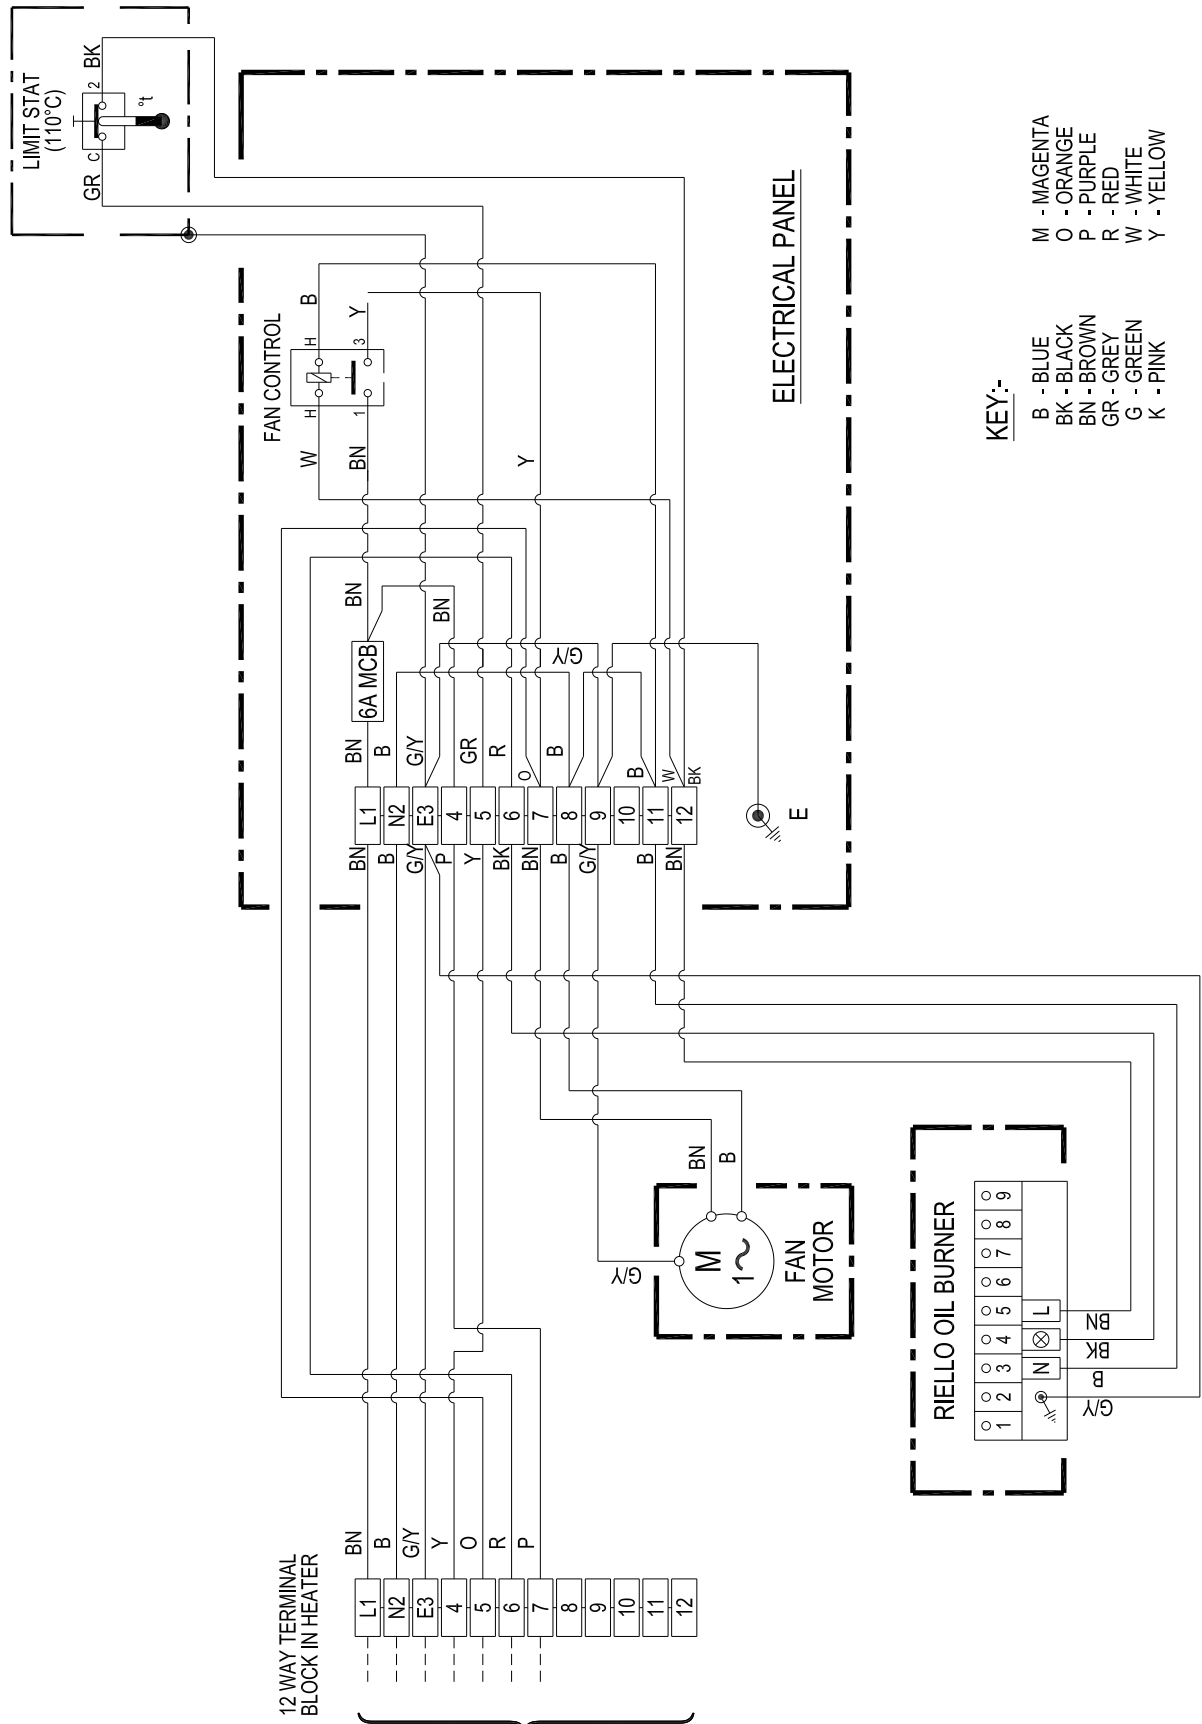 LIMIT STAT
(110°C)
GR
C
2
BK
°t
FAN CONTROL
W
H
H
B
BN
1
3
Y
ELECTRICAL PANEL
Y
BN
BN
6A MCB
G/Y
BN
B
G/Y
GR
R
O
B
B
W
BK
L1
N2
E3
4
5
6
7
8
9
10
11
12
E
BN
B
G/Y
P
Y
BK
BN
B
G/Y
B
BN
KEY:-
B - BLUE
BK - BLACK
BN - BROWN
GR - GREY
G - GREEN
K - PINK
M - MAGENTA
O - ORANGE
P - PURPLE
R - RED
W - WHITE
Y - YELLOW
BN
B
G/Y
M
1
FAN
MOTOR
RIELLO OIL BURNER
1
2
3
4
5
6
7
8
9
N
L
G/Y
B
BK
BN
12 WAY TERMINAL
BLOCK IN HEATER
BN
B
G/Y
Y
O
R
P
L1
N2
E3
4
5
6
7
8
9
10
11
12